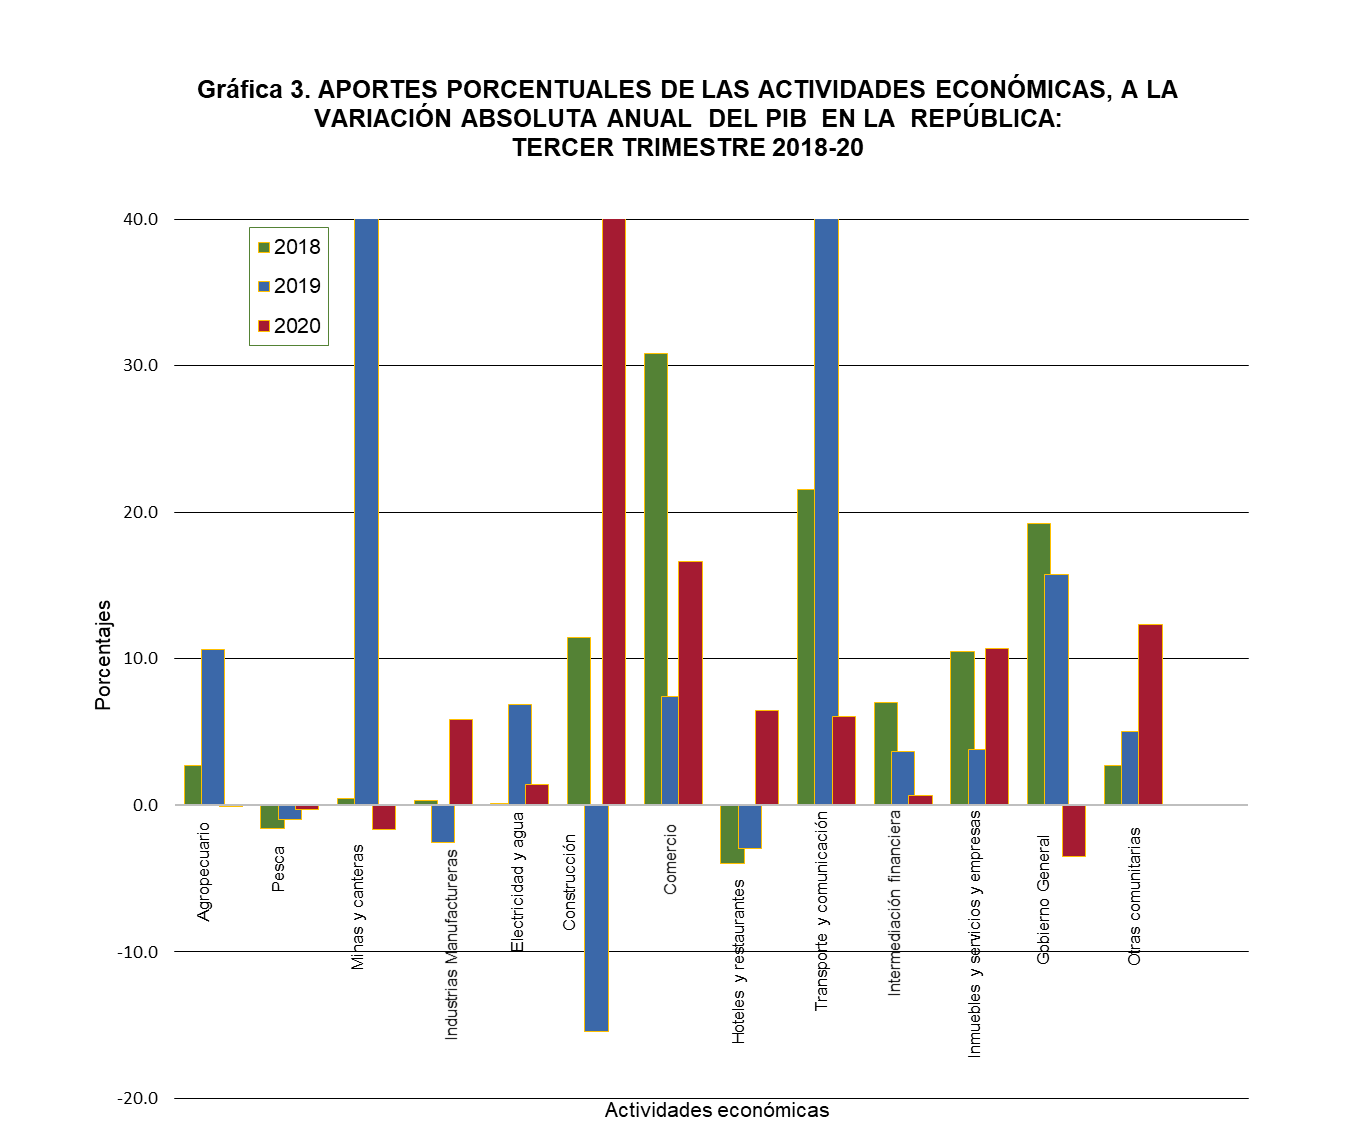 Gráfica 3. APORTES PORCENTUALES DE LAS ACTIVIDADES ECONÓMICAS, A LA
VARIACIÓN ABSOLUTA ANUAL DEL PIB EN LA REPÚBLICA:
TERCER TRIMESTRE 2018-20
40.0
30.0
20.0
10.0
0.0
-10.0
-20.0
2018
2019
2020
Porcentajes
Agropecuario
Pesca
Minas y canteras
Industrias Manufactureras
Electricidad y agua
Construcción
Comercio
Hoteles y restaurantes
Transporte y comunicación
Intermediación financiera
Inmuebles y servicios y empresas
Gobierno General
Otras comunitarias
Actividades económicas